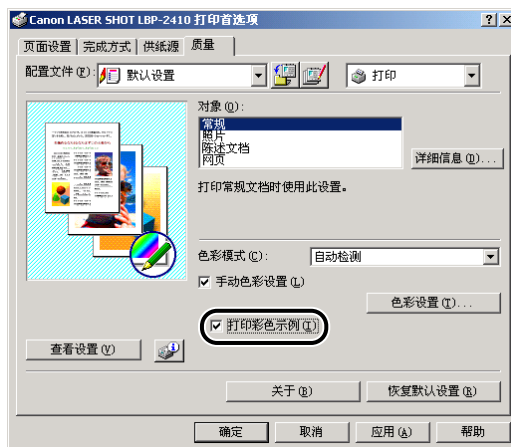 Canon LASER SHOT LBP-2410 打印首选项
页面设置 完成方式 供纸源 质量
配置文件(F): 默认设置 打印
对象(O):
常规
照片
陈述文档
网页
详细信息(D)...
打印常规文档时使用此设置。
色彩模式(C): 自动检测
手动色彩设置(L)
色彩设置(T)...
打印彩色示例(I)
查看设置(V)
关于(B) 恢复默认设置(R)
确定 取消 应用(A) 帮助